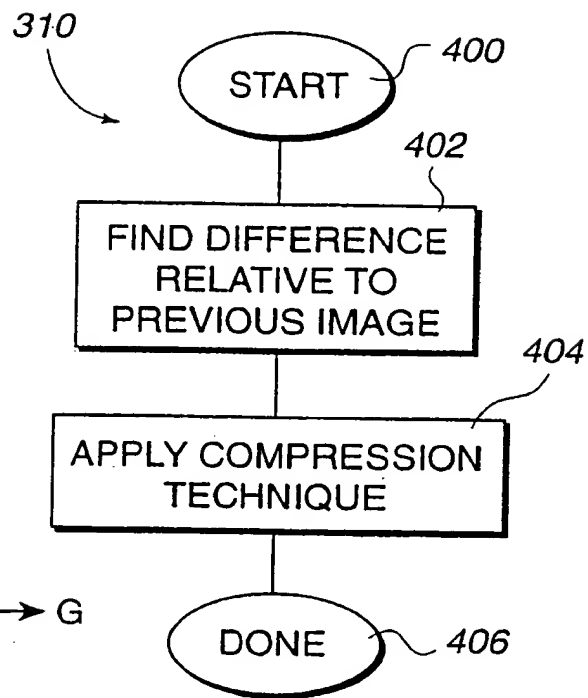 310
START
400
402
FIND DIFFERENCE
RELATIVE TO
PREVIOUS IMAGE
404
APPLY COMPRESSION
TECHNIQUE
G
DONE
406